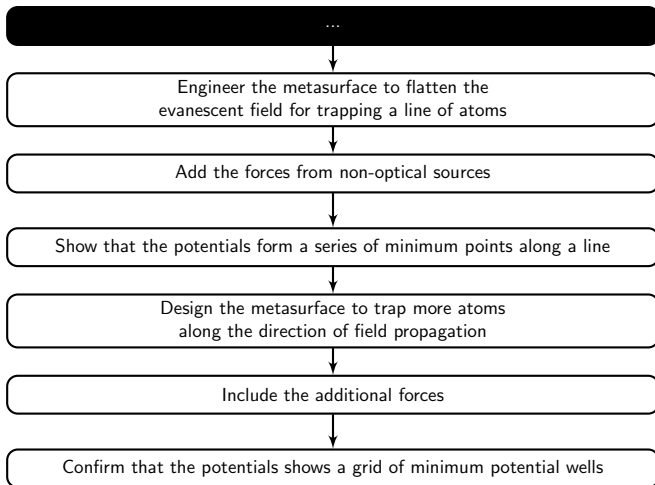 ...
Engineer the metasurface to flatten the
evanescent field for trapping a line of atoms
Add the forces from non-optical sources
Show that the potentials form a series of minimum points along a line
Design the metasurface to trap more atoms
along the direction of field propagation
Include the additional forces
Confirm that the potentials shows a grid of minimum potential wells